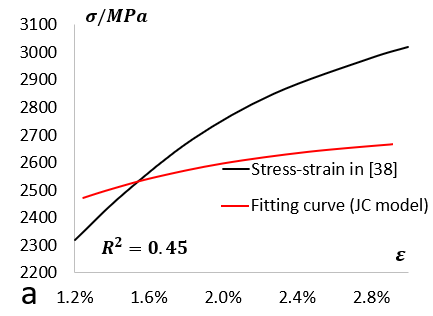 σ/MPa
3100
3000
2900
2800
2700
2600
2500
2400
2300
2200
Stress-strain in [38]
Fitting curve (JC model)
R² = 0.45
ε
a
1.2% 1.6% 2.0% 2.4% 2.8%